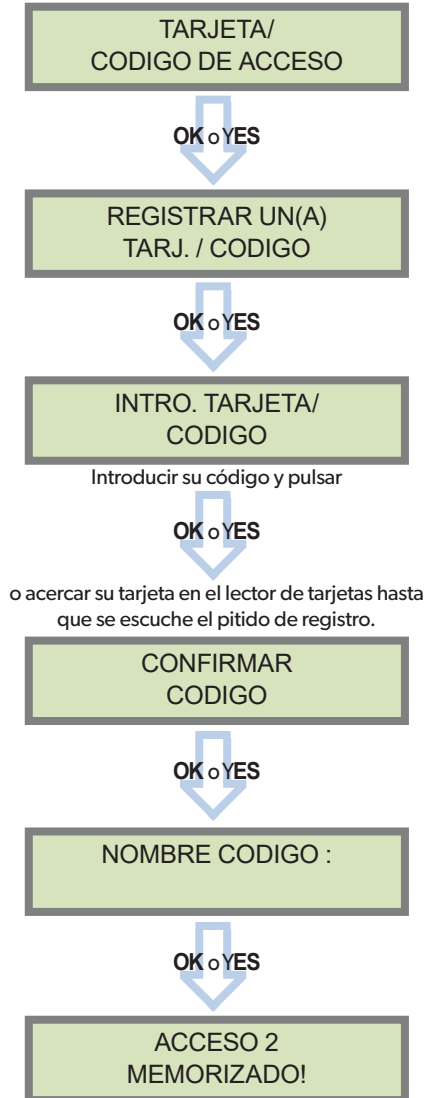 TARJETA/
CODIGO DE ACCESO
OK o YES
REGISTRAR UN(A)
TARJ. / CODIGO
OK o YES
INTRO. TARJETA/
CODIGO
Introducir su código y pulsar
OK o YES
o acercar su tarjeta en el lector de tarjetas hasta
que se escuche el pitido de registro.
CONFIRMAR
CODIGO
OK o YES
NOMBRE CODIGO :
OK o YES
ACCESO 2
MEMORIZADO!